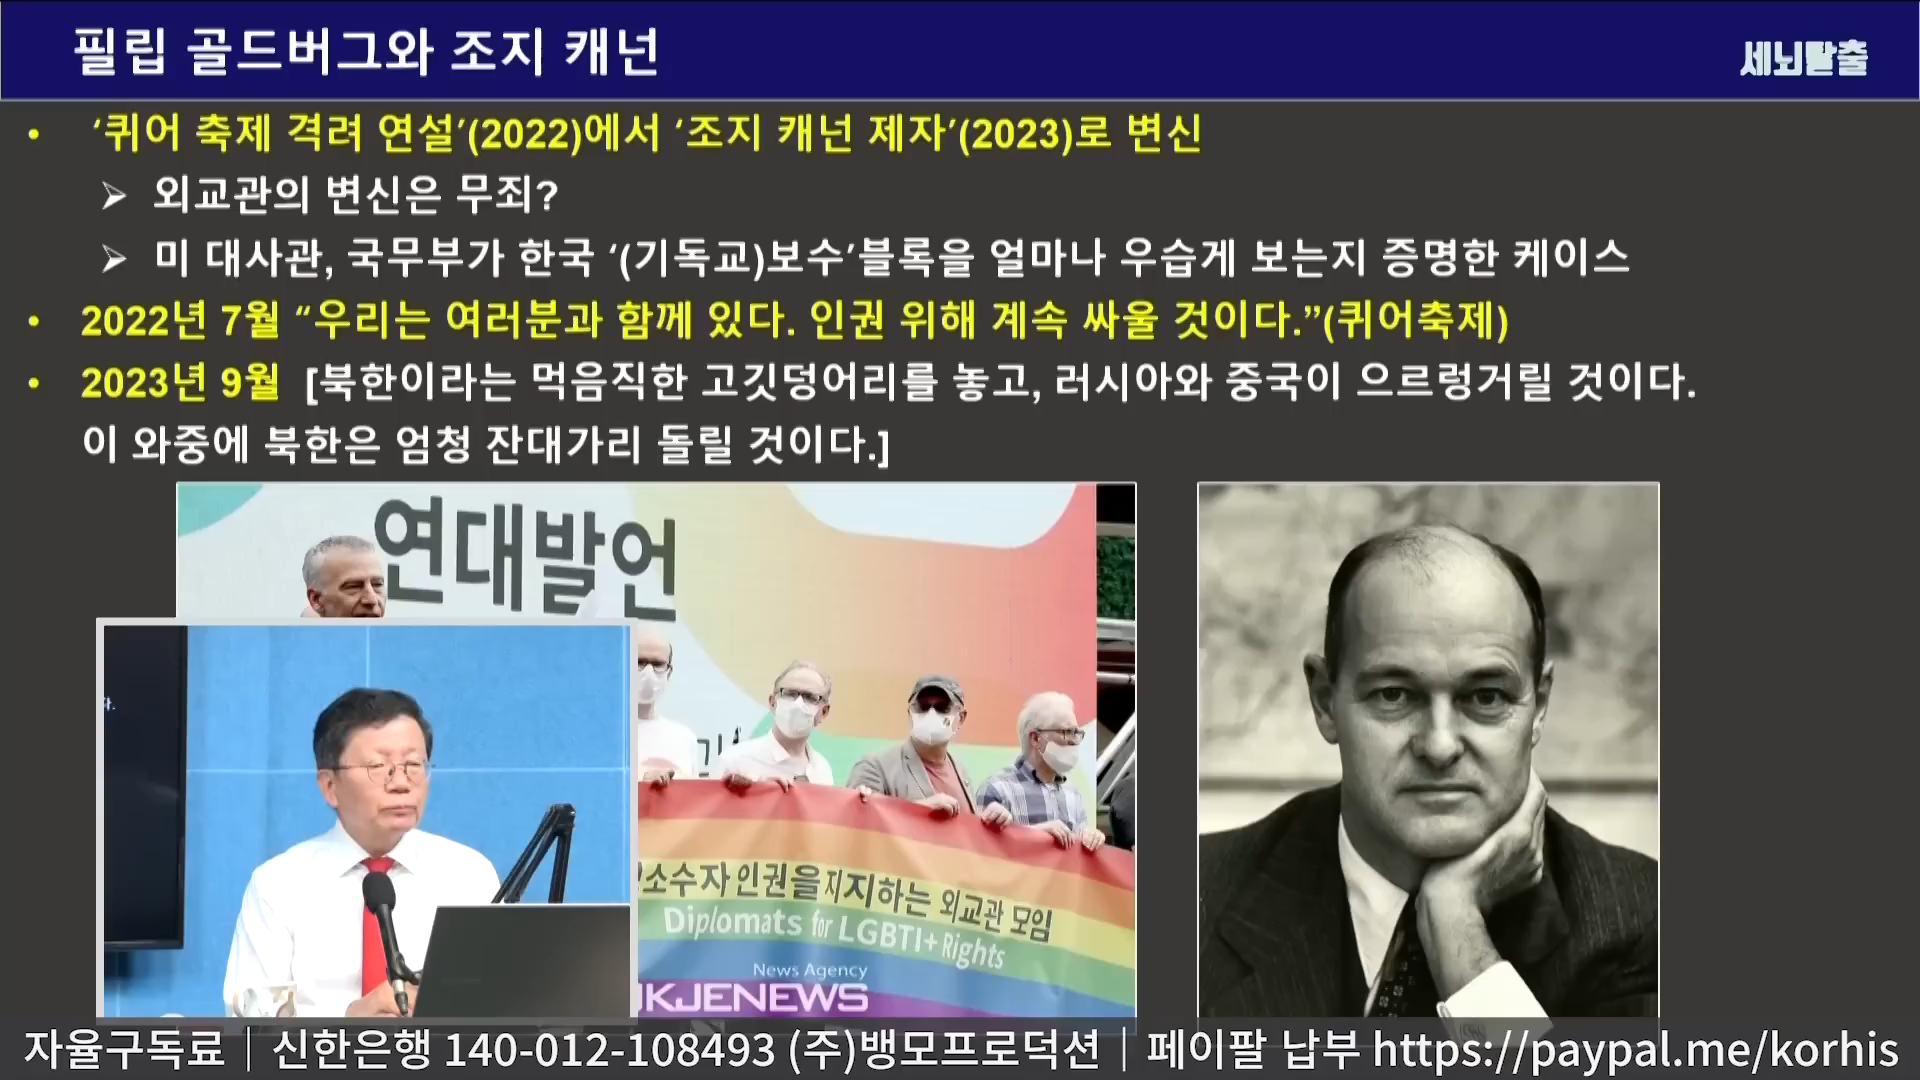 필립 골드버그와 조지 캐넌
세뇌탈출
• ‘퀴어 축제 격려 연설’(2022)에서 ‘조지 캐넌 제자’(2023)로 변신
➢ 외교관의 변신은 무죄?
➢ 미 대사관, 국무부가 한국 ‘(기독교)보수’블록을 얼마나 우습게 보는지 증명한 케이스
• 2022년 7월 “우리는 여러분과 함께 있다. 인권 위해 계속 싸울 것이다.”(퀴어축제)
• 2023년 9월 [북한이라는 먹음직한 고깃덩어리를 놓고, 러시아와 중국이 으르렁거릴 것이다.
이 와중에 북한은 엄청 잔대가리 돌릴 것이다.]
연대발언
소수자 인권을 지지하는 외교관 모임
Diplomats for LGBTI+ Rights
News Agency
JKJENEWS
자율구독료｜신한은행 140-012-108493 (주)뱅모프로덕션｜페이팔 납부 https://paypal.me/korhis